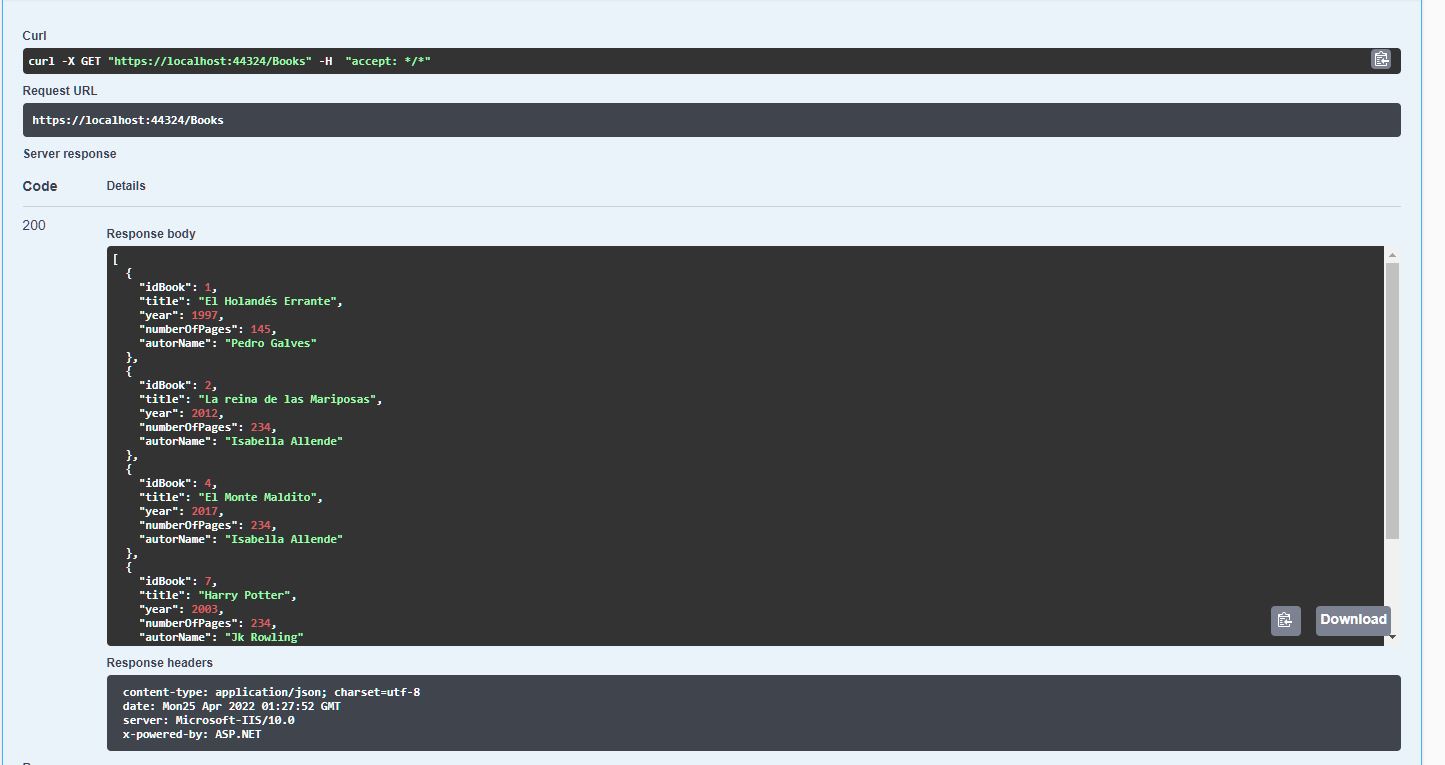 Curl
curl -X GET "https://localhost:44324/Books" -H  "accept: */*"
Request URL
https://localhost:44324/Books
Server response
Code Details
200
Response body
[
  {
    "idBook": 1,
    "title": "El Holandés Errante",
    "year": 1997,
    "numberOfPages": 145,
    "autorName": "Pedro Galves"
  },
  {
    "idBook": 2,
    "title": "La reina de las Mariposas",
    "year": 2012,
    "numberOfPages": 234,
    "autorName": "Isabella Allende"
  },
  {
    "idBook": 4,
    "title": "El Monte Maldito",
    "year": 2017,
    "numberOfPages": 234,
    "autorName": "Isabella Allende"
  },
  {
    "idBook": 7,
    "title": "Harry Potter",
    "year": 2003,
    "numberOfPages": 234,
    "autorName": "Jk Rowling"
Download
Response headers
content-type: application/json; charset=utf-8
date: Mon25 Apr 2022 01:27:52 GMT
server: Microsoft-IIS/10.0
x-powered-by: ASP.NET